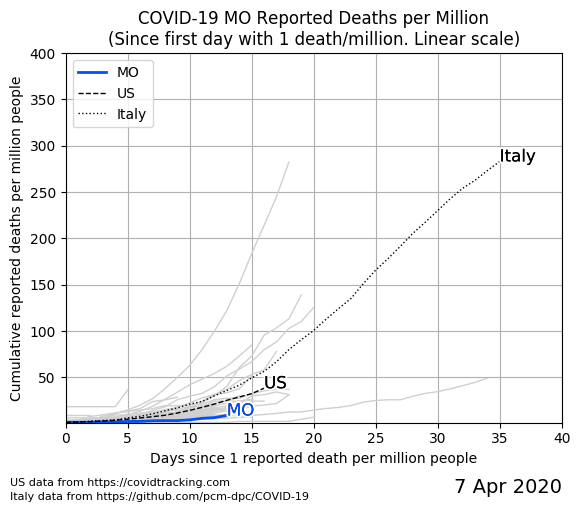 COVID-19 MO Reported Deaths per Million
(Since first day with 1 death/million. Linear scale)
400
350
300
250
200
150
100
50
Cumulative reported deaths per million people
MO
US
Italy
Italy
US
MO
0 5 10 15 20 25 30 35 40
Days since 1 reported death per million people
US data from https://covidtracking.com
Italy data from https://github.com/pcm-dpc/COVID-19
7 Apr 2020